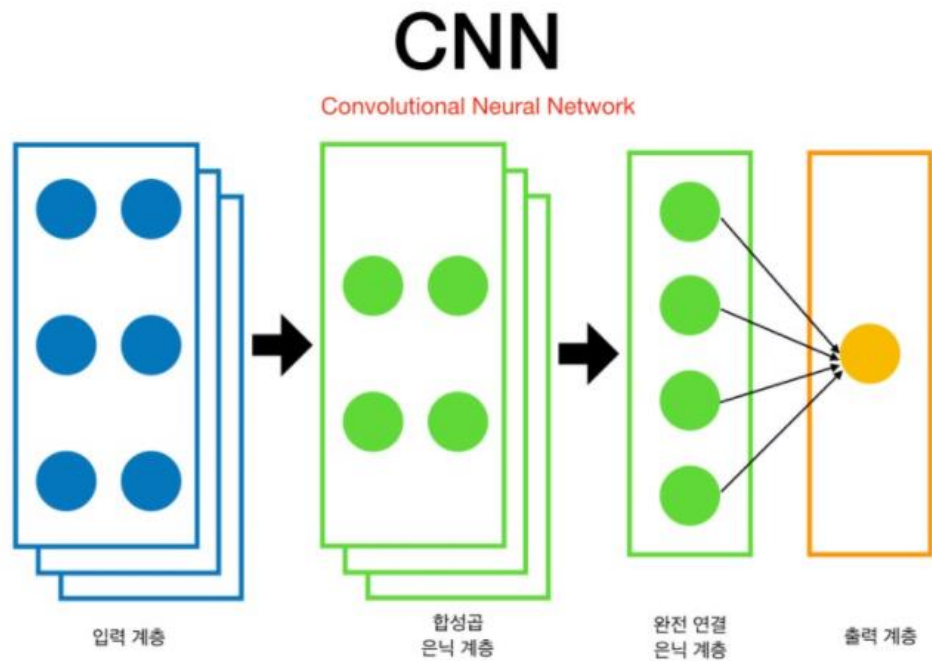 CNN
Convolutional Neural Network
입력 계층
합성곱
은닉 계층
완전 연결
은닉 계층
출력 계층